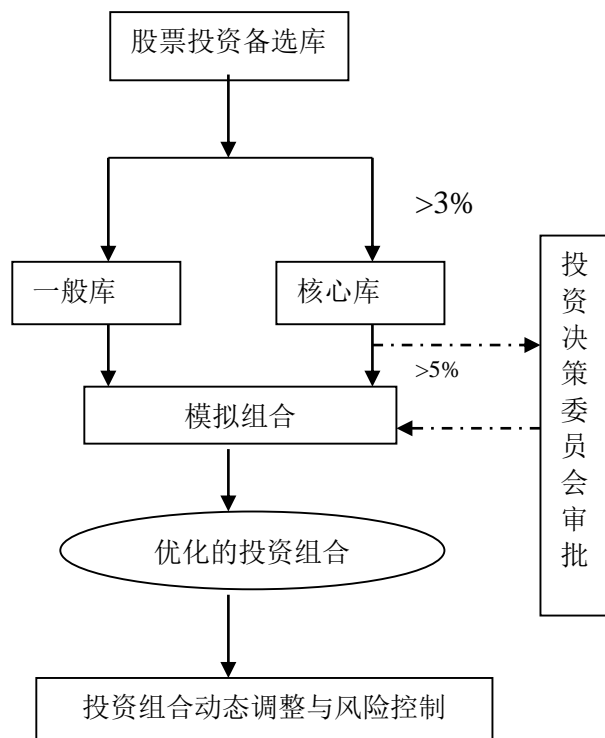 股票投资备选库
>3%
一般库
核心库
投资决策委员会审批
>5%
模拟组合
优化的投资组合
投资组合动态调整与风险控制